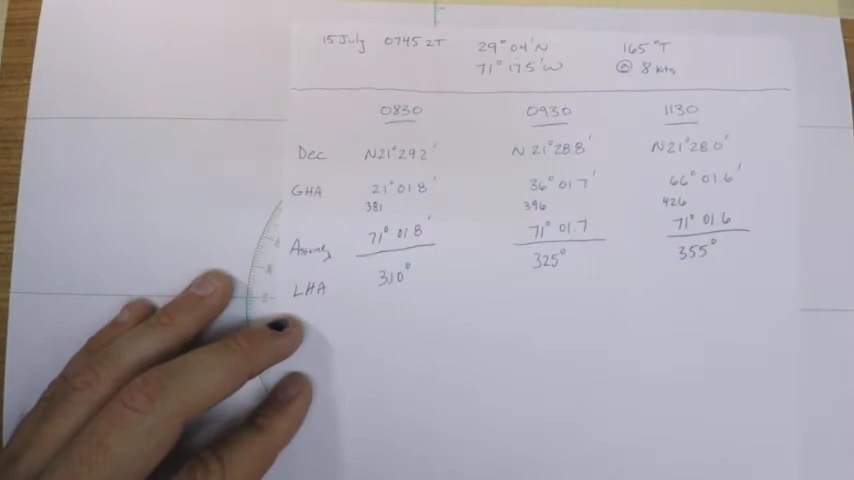 15 July 0745 ZT 29° 04' N 165 °T
71° 17.5' W @ 8 kts
0830 0930 1130
Dec N21° 29.2' N 21° 28.8' N21° 28.0'
GHA 21° 01.8' 36° 01.7' 66° 01.6'
381 396 426
71° 01.8' 71° 01.7 71° 01.6
LHA 310° 325° 355°